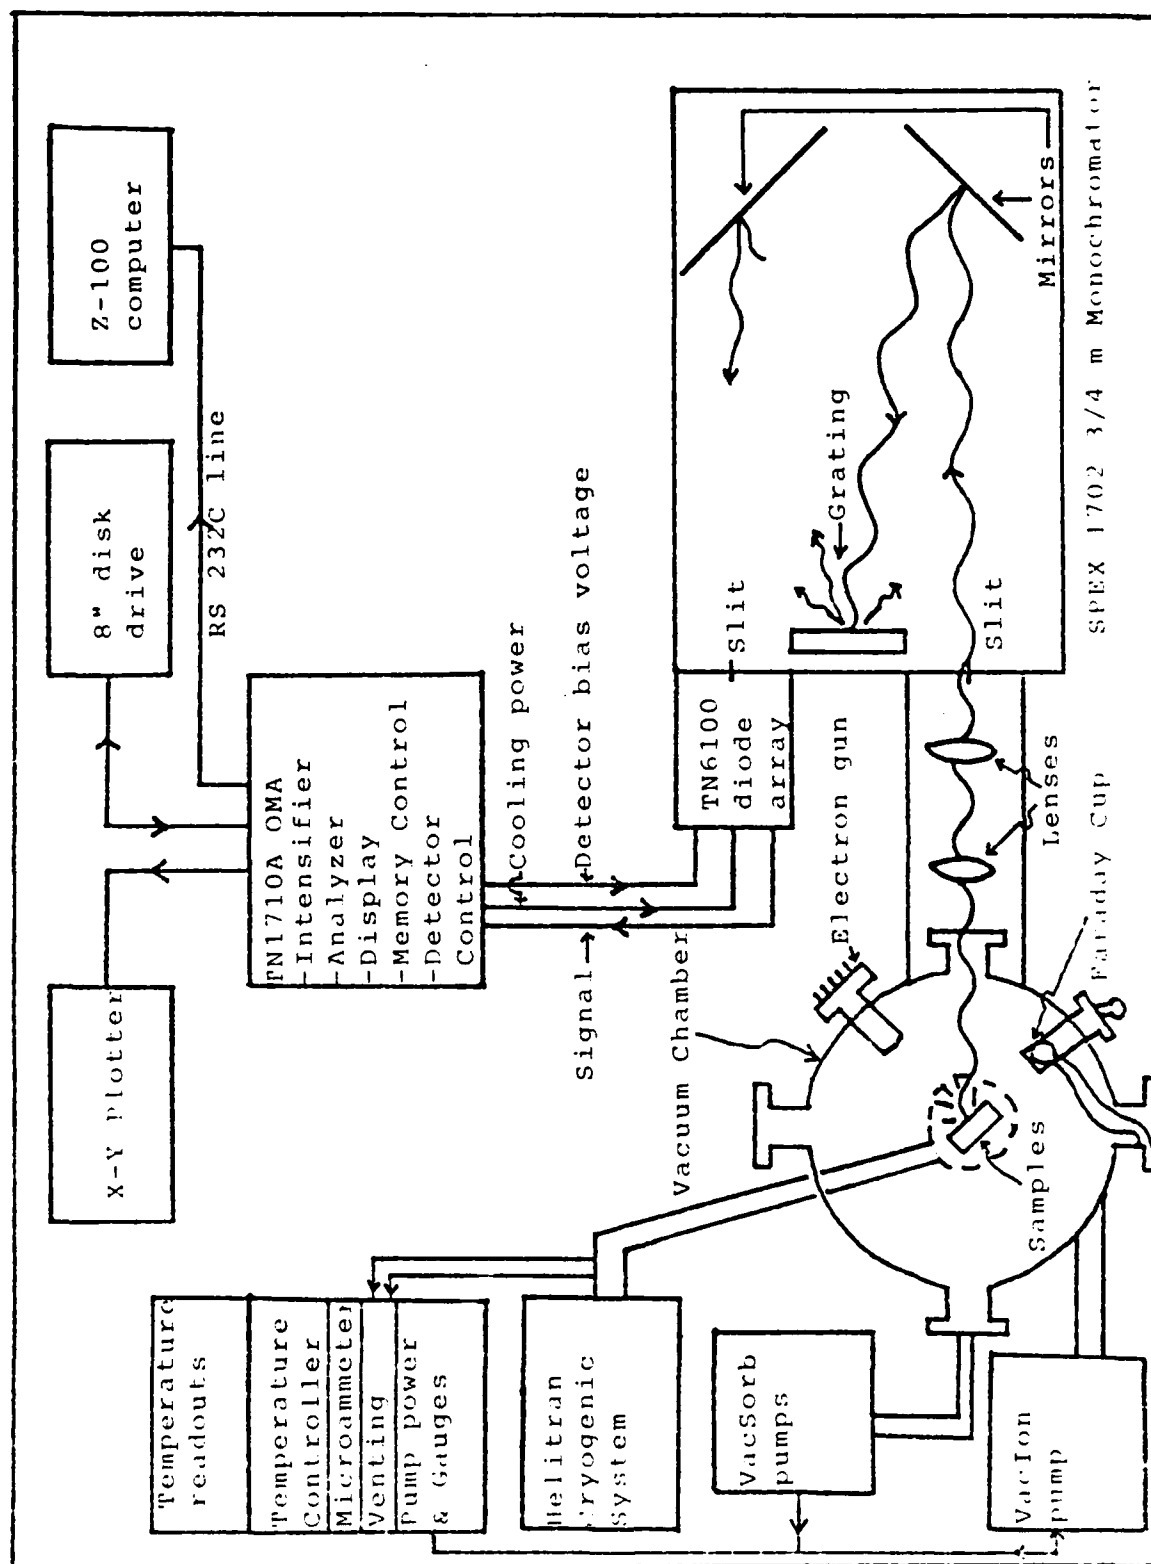 Temperature
readouts
Temperature
Controller
Microammeter
Venting
Pump power
& Gauges
Helitran
Cryogenic
System
VacSorb
pumps
VacIon
pump
X-Y Plotter
8" disk
drive
Z-100
computer
RS 232C line
TN1710A OMA
-Intensifier
-Analyzer
-Display
-Memory Control
-Detector
Control
Signal
Cooling power
Detector bias voltage
Vacuum Chamber
Electron gun
TN6100
diode
array
Slit
Grating
Slit
Mirrors
Lenses
Faraday Cup
Samples
SPEX 1702 3/4 m Monochromator